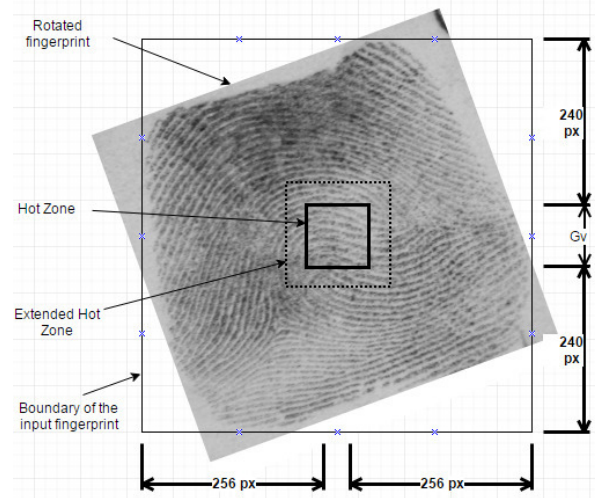 Rotated
fingerprint
240
px
Hot Zone
Gv
Extended Hot
Zone
240
px
Boundary of the
input fingerprint
256 px
256 px